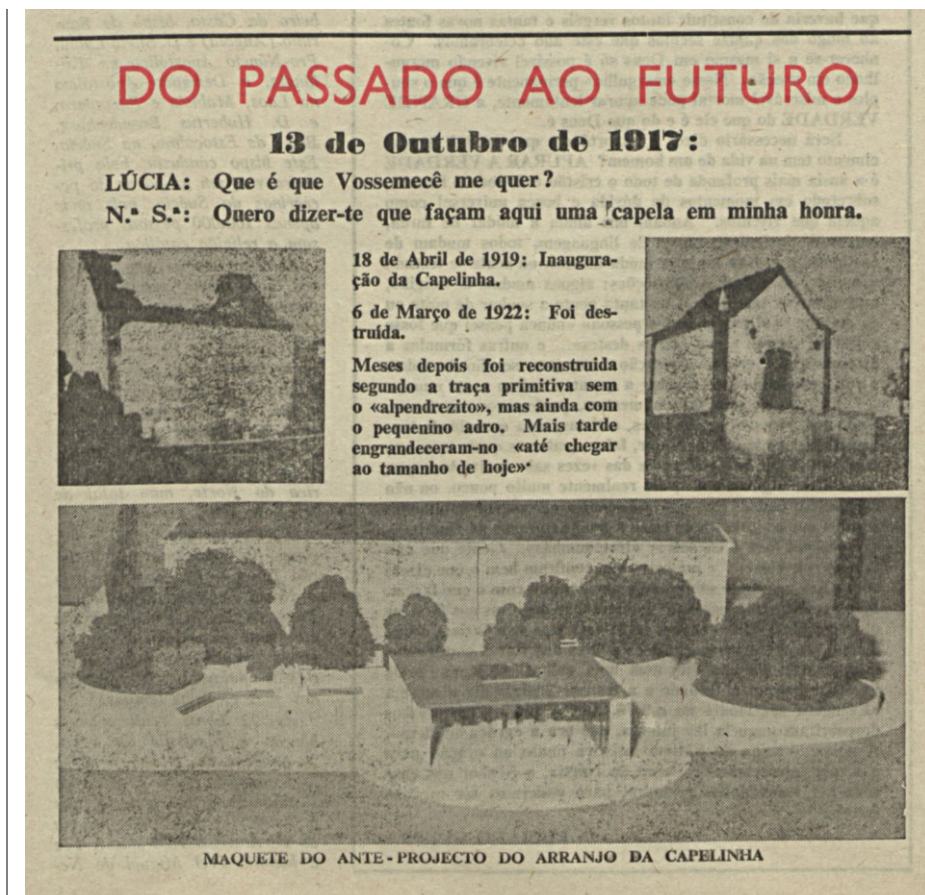 DO PASSADO AO FUTURO
13 de Outubro de 1917:
LÚCIA: Que é que Vossemecê me quer?
N.ª S.ª: Quero dizer-te que façam aqui uma capela em minha honra.
18 de Abril de 1919: Inaugura-
ção da Capelinha.
6 de Março de 1922: Foi des-
truída.
Meses depois foi reconstruida
segundo a traça primitiva sem
o «alpendrezito», mas ainda com
o pequenino adro. Mais tarde
engrandeceram-no «até chegar
ao tamanho de hoje».
MAQUETE DO ANTE-PROJECTO DO ARRANJO DA CAPELINHA